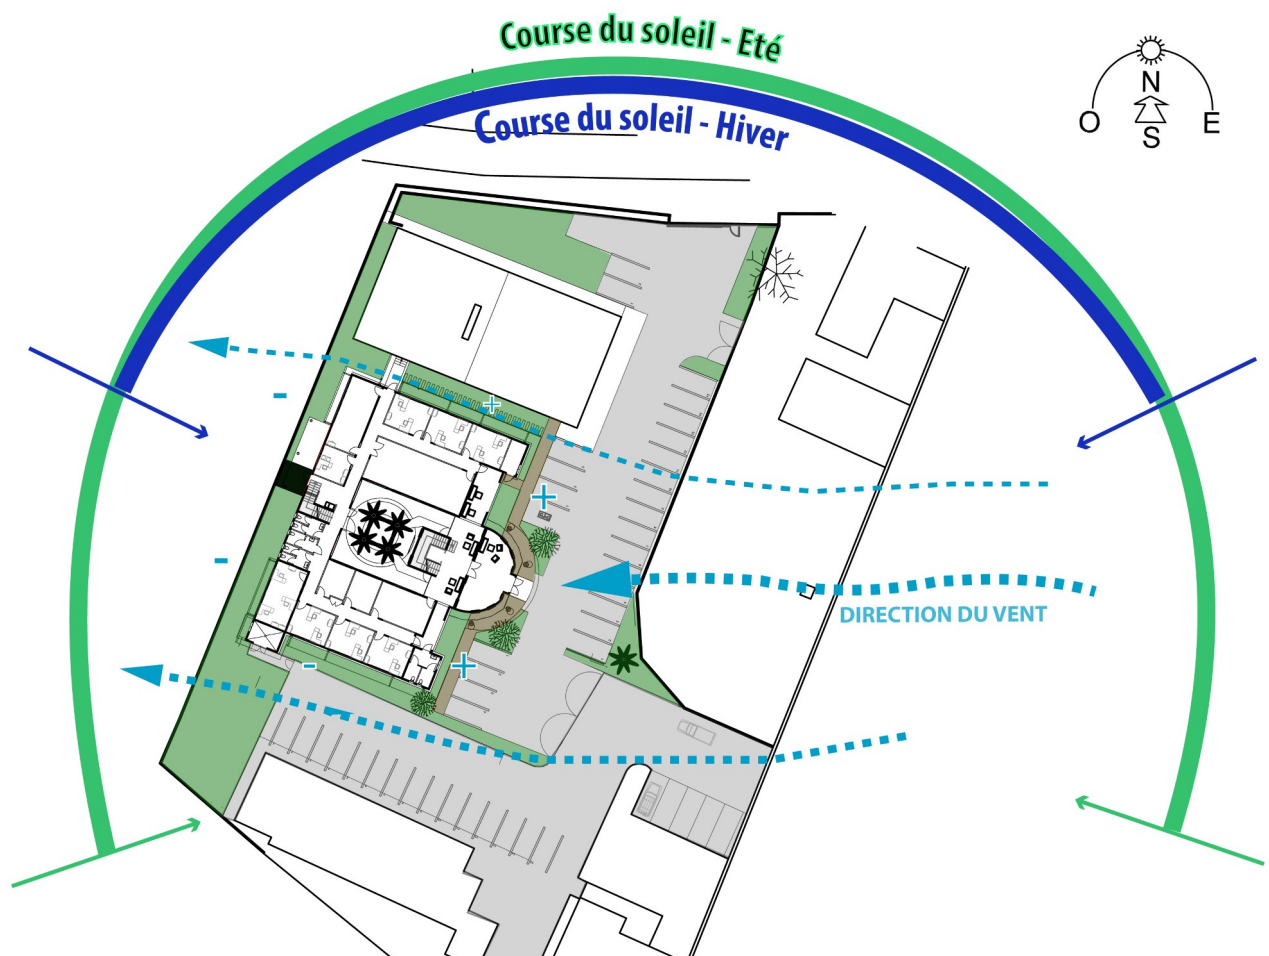 Course du soleil - Eté
Course du soleil - Hiver
N
O
E
S
-
+
+
-
DIRECTION DU VENT
-
+
-